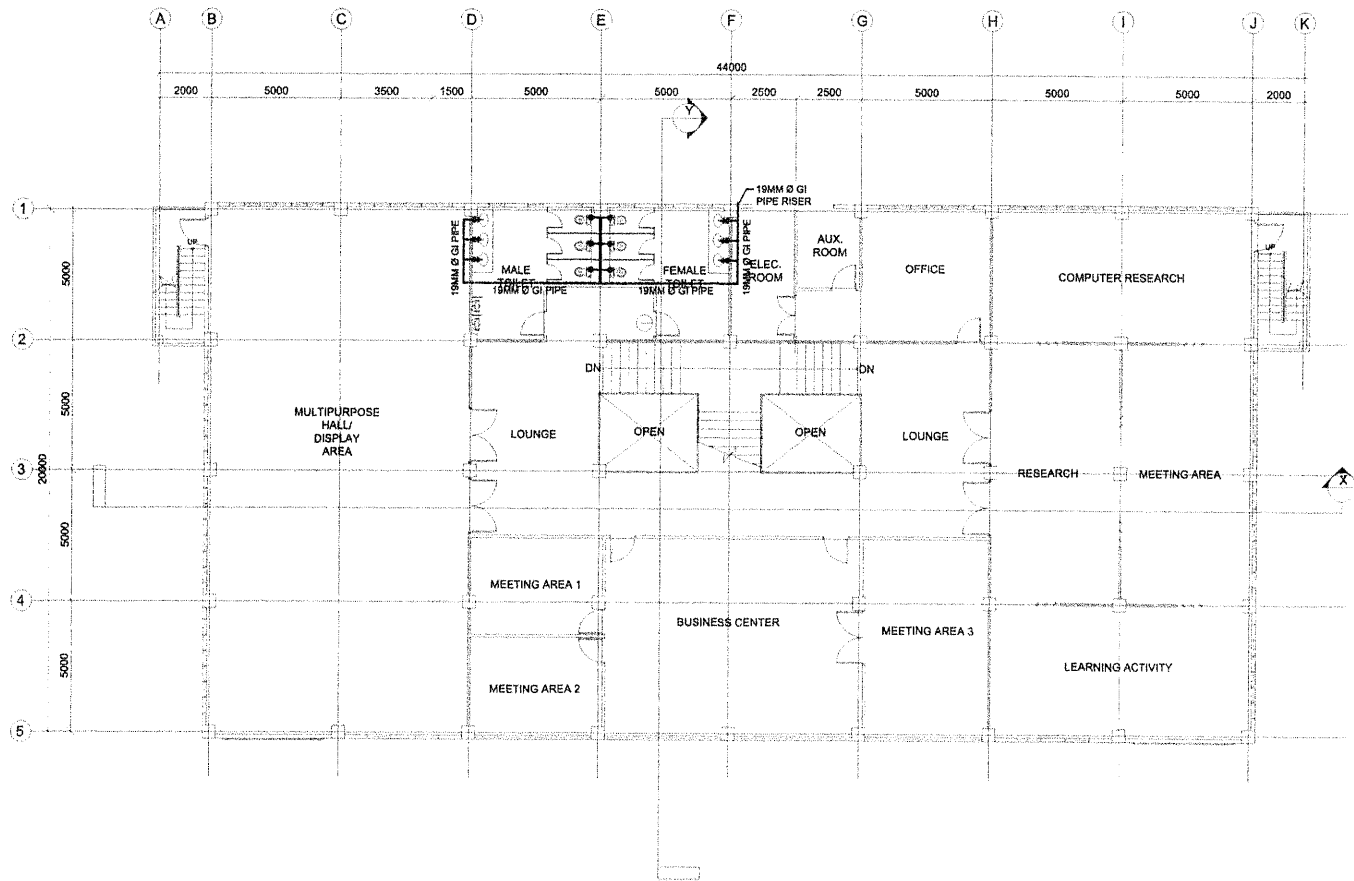 A B C D E F G H I J K
44000
2000 5000 3500 1500 5000 5000 2500 2500 5000 5000 5000 2000
Y
19MM Ø GI
PIPE RISER
1
UP
19MM Ø GI PIPE
MALE
TOILET
19MM Ø GI PIPE
FEMALE
TOILET
19MM Ø GI PIPE
19MM Ø GI PIPE
ELEC.
ROOM
AUX.
ROOM
OFFICE
COMPUTER RESEARCH
UP
5000
2
DN
DN
5000
MULTIPURPOSE
HALL/
DISPLAY
AREA
LOUNGE
OPEN
OPEN
LOUNGE
3
20000
RESEARCH
MEETING AREA
X
5000
MEETING AREA 1
4
BUSINESS CENTER
MEETING AREA 3
5000
MEETING AREA 2
LEARNING ACTIVITY
5